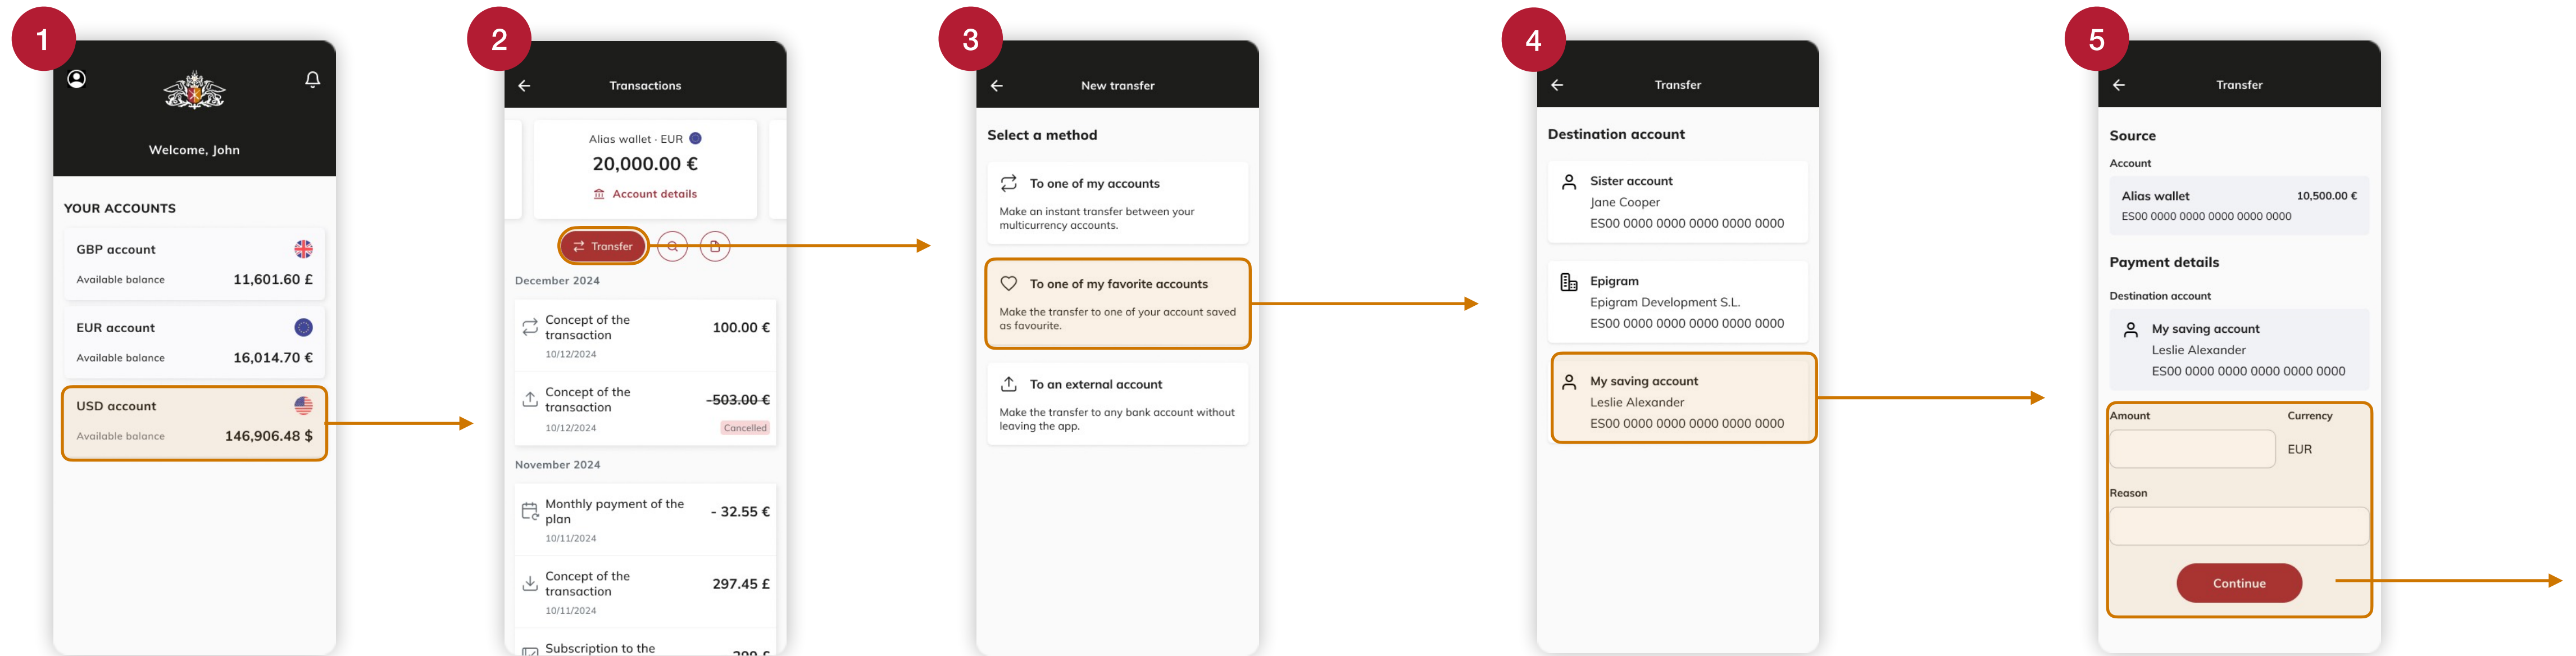 1
Welcome, John
YOUR ACCOUNTS
GBP account
Available balance 11,601.60 £
EUR account
Available balance 16,014.70 €
USD account
Available balance 146,906.48 $
2
Transactions
Alias wallet · EUR
20,000.00 €
Account details
Transfer
December 2024
Concept of the
transaction
100.00 €
10/12/2024
Concept of the
transaction
-503.00 €
10/12/2024
Cancelled
November 2024
Monthly payment of the
plan
- 32.55 €
10/11/2024
Concept of the
transaction
297.45 £
10/11/2024
Subscription to the
3
New transfer
Select a method
To one of my accounts
Make an instant transfer between your
multicurrency accounts.
To one of my favorite accounts
Make the transfer to one of your account saved
as favourite.
To an external account
Make the transfer to any bank account without
leaving the app.
4
Transfer
Destination account
Sister account
Jane Cooper
ES00 0000 0000 0000 0000 0000
Epigram
Epigram Development S.L.
ES00 0000 0000 0000 0000 0000
My saving account
Leslie Alexander
ES00 0000 0000 0000 0000 0000
5
Transfer
Source
Account
Alias wallet 10,500.00 €
ES00 0000 0000 0000 0000 0000
Payment details
Destination account
My saving account
Leslie Alexander
ES00 0000 0000 0000 0000 0000
Amount Currency
EUR
Reason
Continue